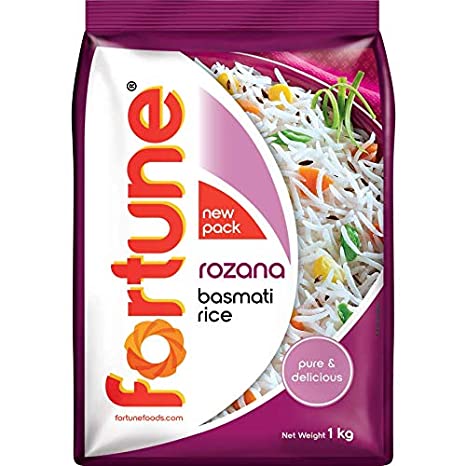 fortune®
new
pack
rozana
basmati
rice
pure &
delicious
fortunefoods.com
Net Weight 1 kg